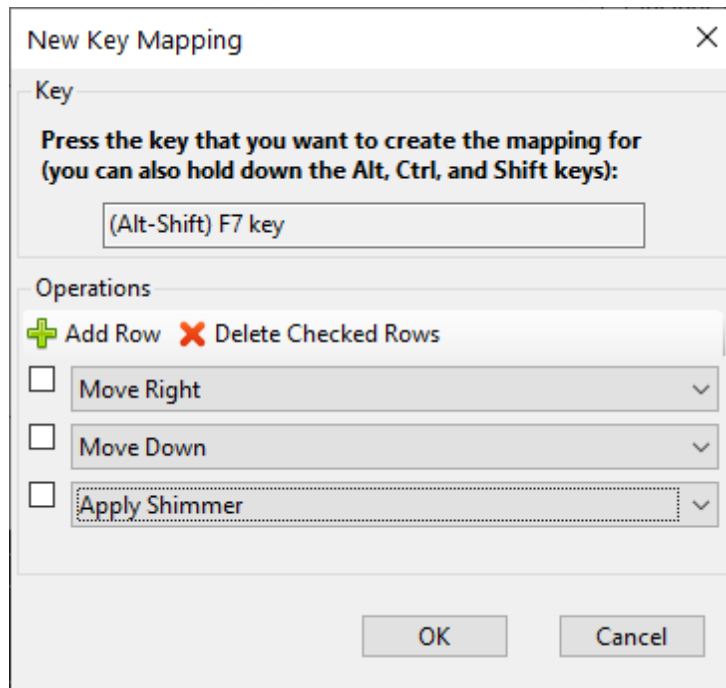 New Key Mapping
Key
Press the key that you want to create the mapping for
(you can also hold down the Alt, Ctrl, and Shift keys):
(Alt-Shift) F7 key
Operations
Add Row Delete Checked Rows
Move Right
Move Down
Apply Shimmer
OK Cancel